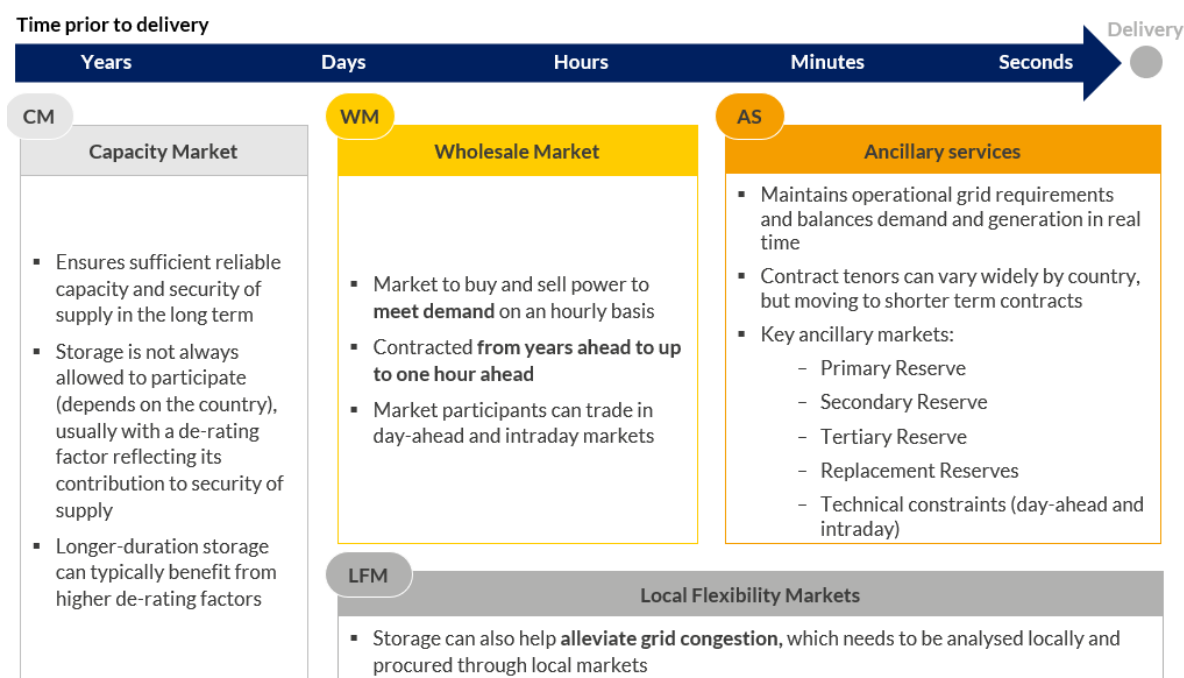 Time prior to delivery
Delivery
Years Days Hours Minutes Seconds
CM
Capacity Market
▪ Ensures sufficient reliable
capacity and security of
supply in the long term
▪ Storage is not always
allowed to participate
(depends on the country),
usually with a de-rating
factor reflecting its
contribution to security of
supply
▪ Longer-duration storage
can typically benefit from
higher de-rating factors
WM
Wholesale Market
▪ Market to buy and sell power to
meet demand on an hourly basis
▪ Contracted from years ahead to up
to one hour ahead
▪ Market participants can trade in
day-ahead and intraday markets
AS
Ancillary services
▪ Maintains operational grid requirements
and balances demand and generation in real
time
▪ Contract tenors can vary widely by country,
but moving to shorter term contracts
▪ Key ancillary markets:
– Primary Reserve
– Secondary Reserve
– Tertiary Reserve
– Replacement Reserves
– Technical constraints (day-ahead and
intraday)
LFM
Local Flexibility Markets
▪ Storage can also help alleviate grid congestion, which needs to be analysed locally and
procured through local markets